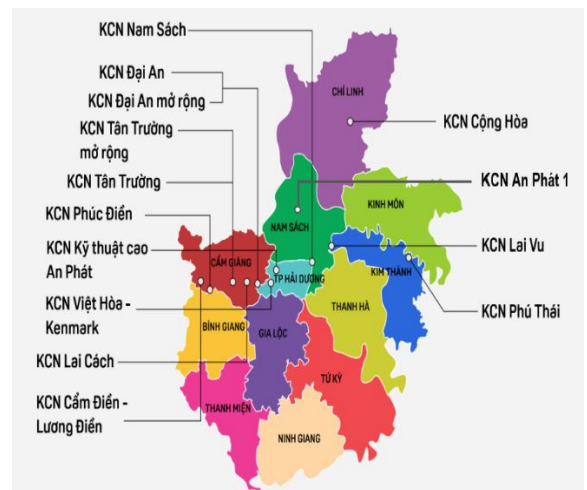 KCN Nam Sách
KCN Đại An
KCN Đại An mở rộng
KCN Tân Trường
mở rộng
KCN Tân Trường
KCN Phúc Điền
KCN Kỹ thuật cao
An Phát
KCN Việt Hòa -
Kenmark
KCN Lai Cách
KCN Cẩm Điền -
Lương Điền
CHÍ LINH
KCN Cộng Hòa
KCN An Phát 1
KINH MÔN
NAM SÁCH
KCN Lai Vu
CẨM GIÀNG
TP HẢI DƯƠNG
KIM THÀNH
KCN Phú Thái
THANH HÀ
BÌNH GIANG
GIA LỘC
TỨ KỲ
THANH MIỆN
NINH GIANG